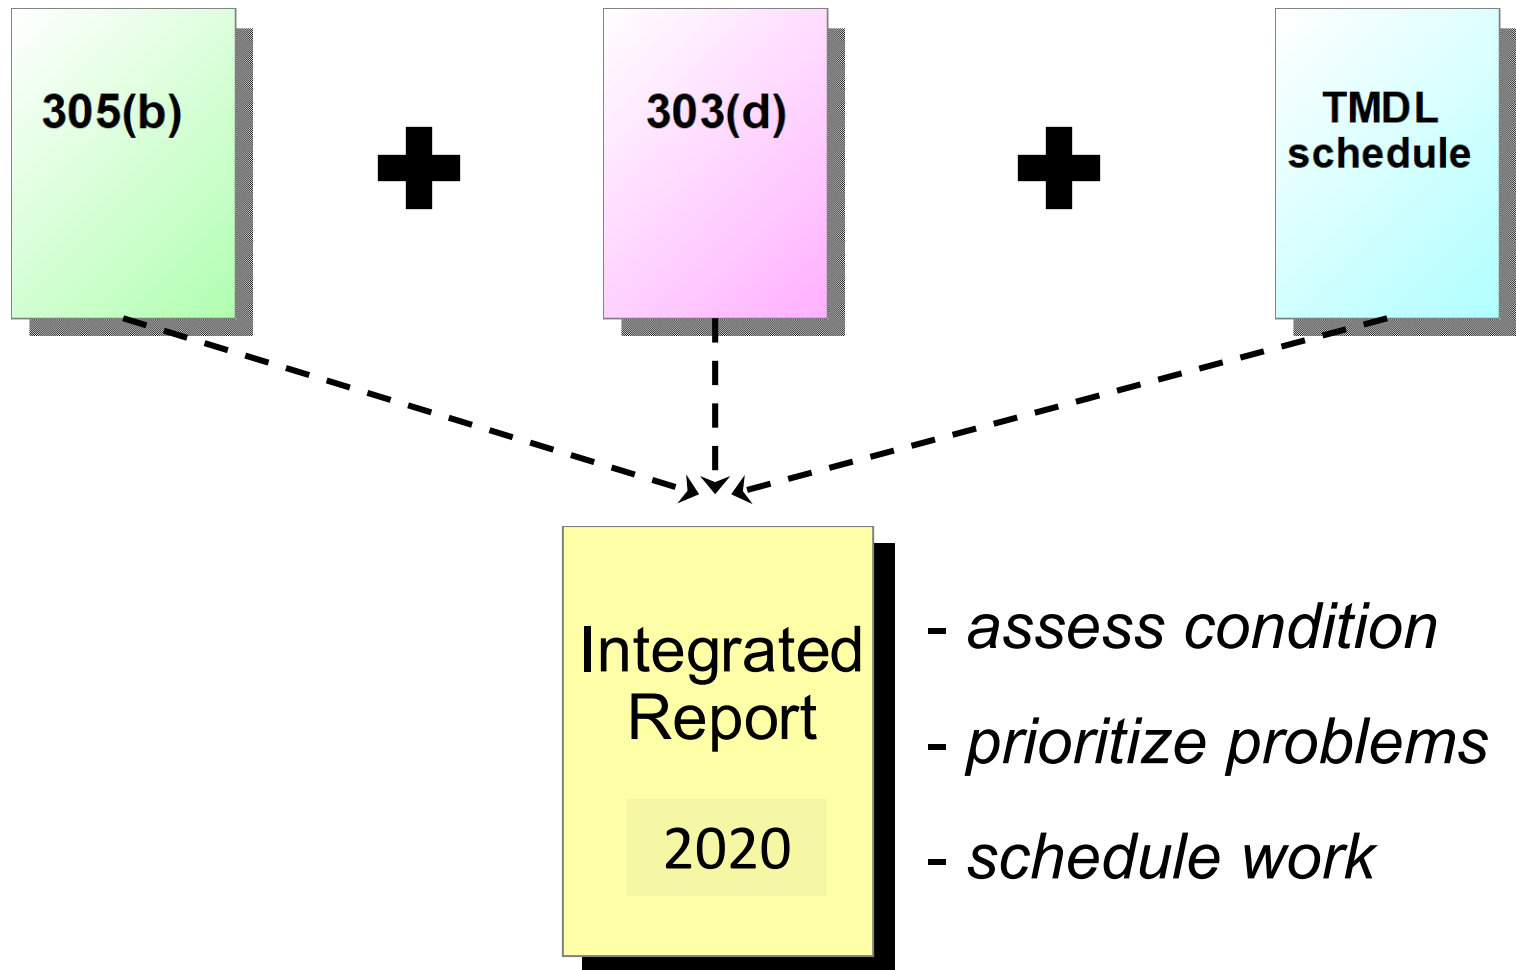 305(b)
303(d)
TMDL
schedule
Integrated
Report
2020
- assess condition
- prioritize problems
- schedule work